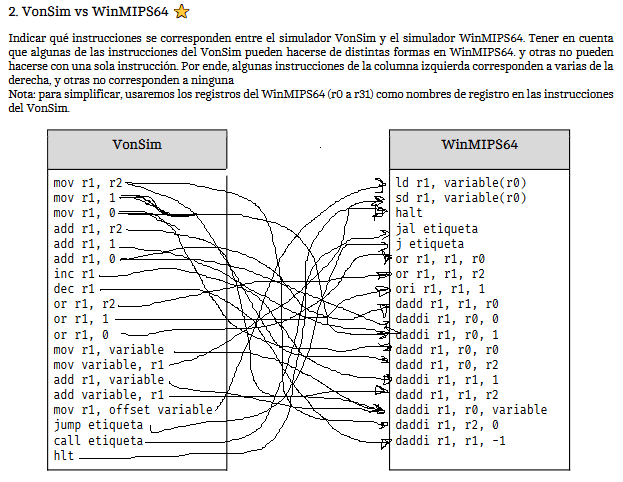 2. VonSim vs WinMIPS64
Indicar qué instrucciones se corresponden entre el simulador VonSim y el simulador WinMIPS64. Tener en cuenta
que algunas de las instrucciones del VonSim pueden hacerse de distintas formas en WinMIPS64. y otras no pueden
hacerse con una sola instrucción. Por ende, algunas instrucciones de la columna izquierda corresponden a varias de la
derecha, y otras no corresponden a ninguna
Nota: para simplificar, usaremos los registros del WinMIPS64 (r0 a r31) como nombres de registro en las instrucciones
del VonSim.
VonSim
mov r1, r2
mov r1, 1
mov r1, 0
add r1, r2
add r1, 1
add r1, 0
inc r1
dec r1
or r1, r2
or r1, 1
or r1, 0
mov r1, variable
mov variable, r1
add r1, variable
add variable, r1
mov r1, offset variable
jump etiqueta
call etiqueta
hlt
WinMIPS64
ld r1, variable(r0)
sd r1, variable(r0)
halt
jal etiqueta
j etiqueta
or r1, r1, r0
or r1, r1, r2
ori r1, r1, 1
dadd r1, r1, r0
daddi r1, r0, 0
daddi r1, r0, 1
dadd r1, r0, r0
dadd r1, r0, r2
daddi r1, r1, 1
dadd r1, r1, r2
daddi r1, r0, variable
daddi r1, r2, 0
daddi r1, r1, -1